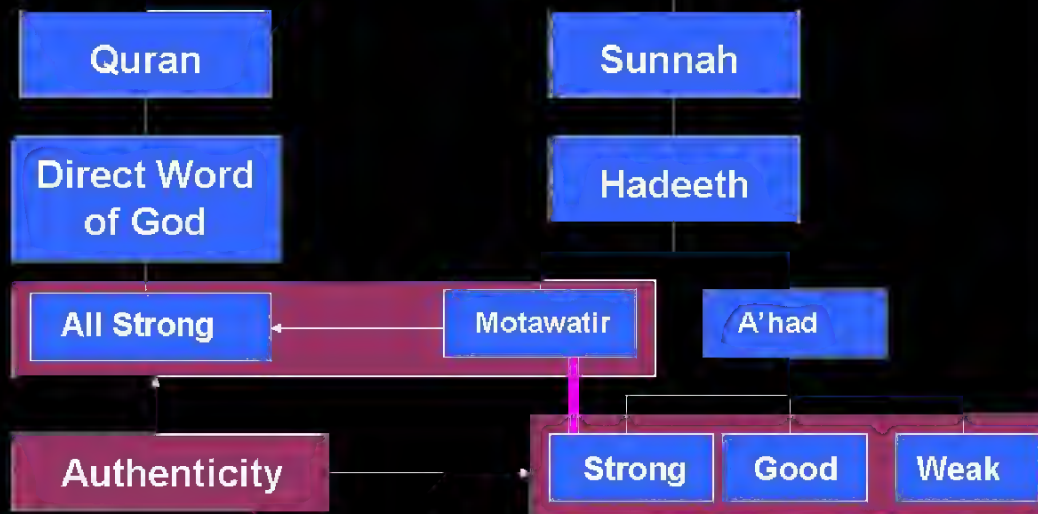 Quran
Sunnah
Direct Word
of God
Hadeeth
All Strong
Motawatir
A'had
Authenticity
Strong
Good
Weak